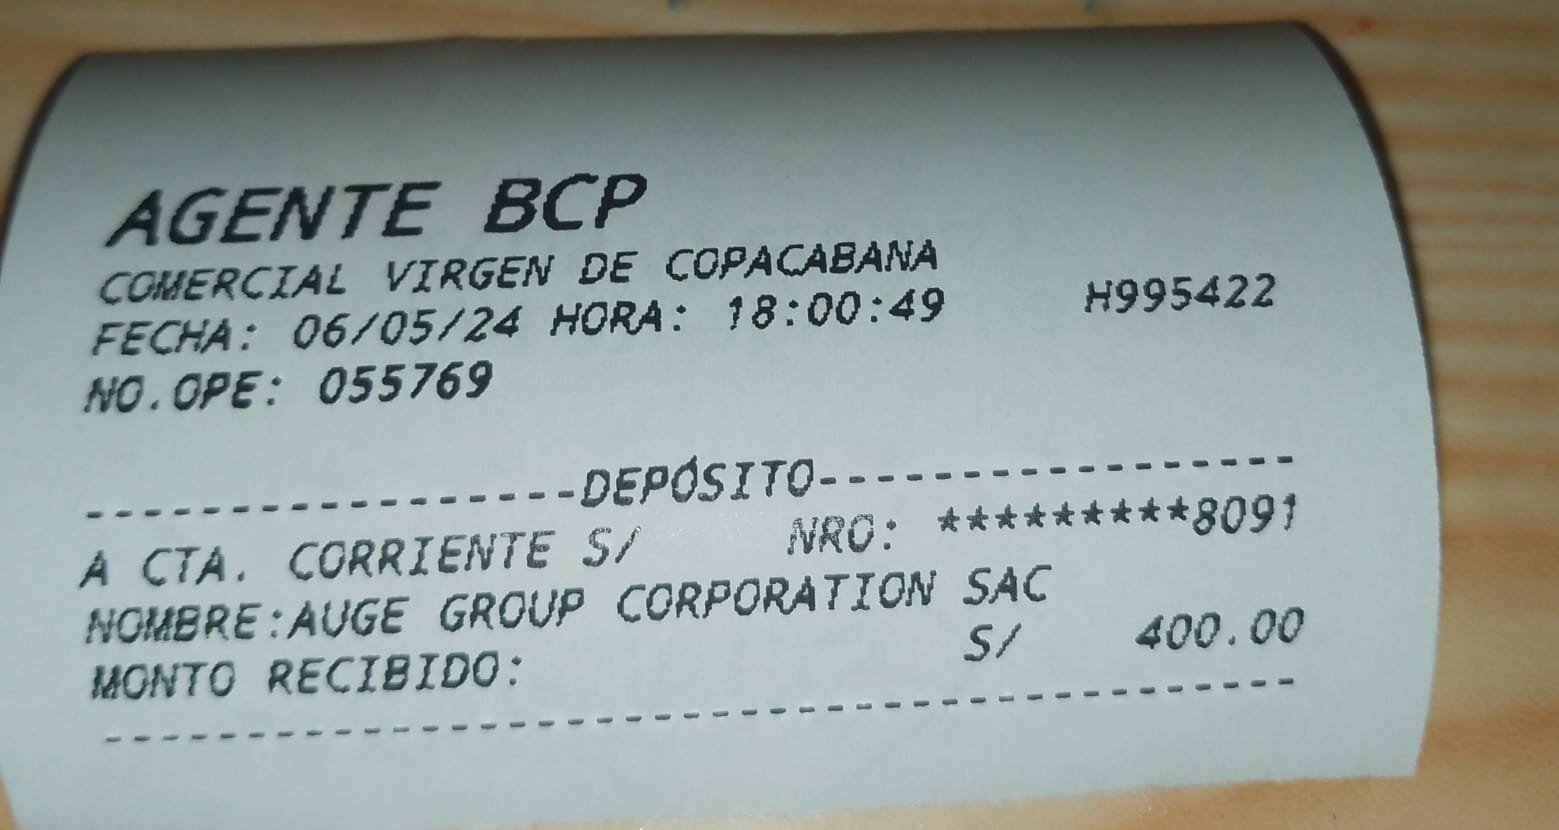 AGENTE BCP
COMERCIAL VIRGEN DE COPACABANA
FECHA: 06/05/24 HORA: 18:00:49 H995422
NO.OPE: 055769
-----------------DEPÓSITO-----------------
A CTA. CORRIENTE S/ NRO: *********8091
NOMBRE:AUGE GROUP CORPORATION SAC
MONTO RECIBIDO: S/ 400.00
------------------------------------------